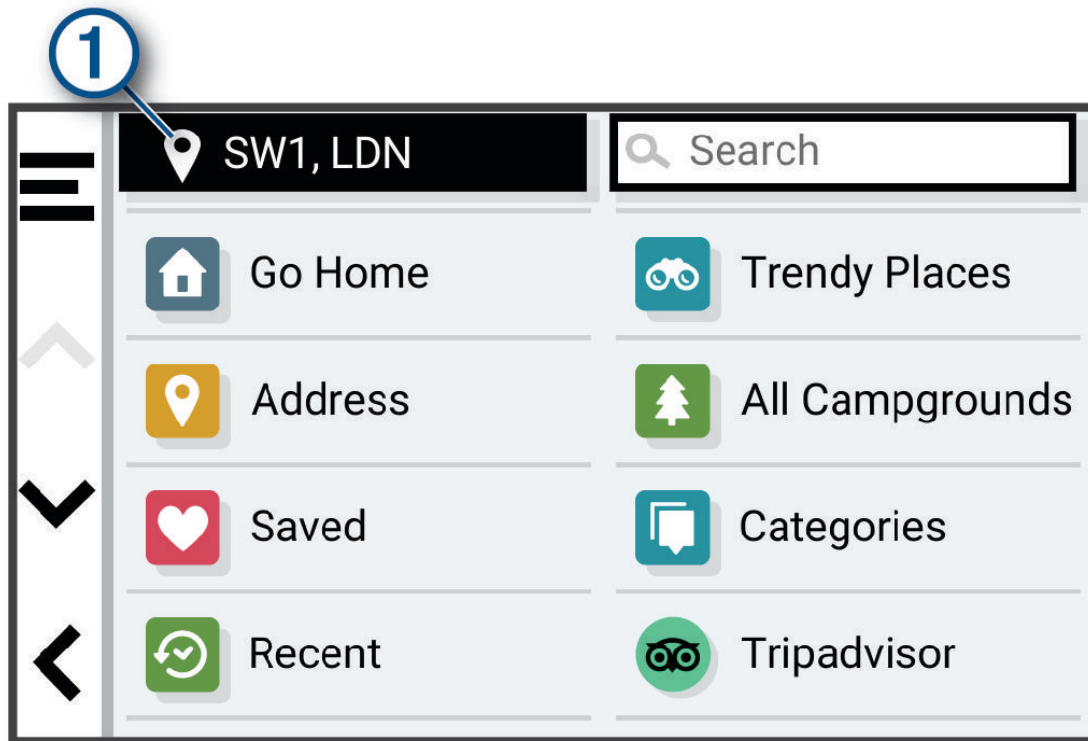 1
SW1, LDN
Search
Go Home
Trendy Places
Address
All Campgrounds
Saved
Categories
Recent
Tripadvisor